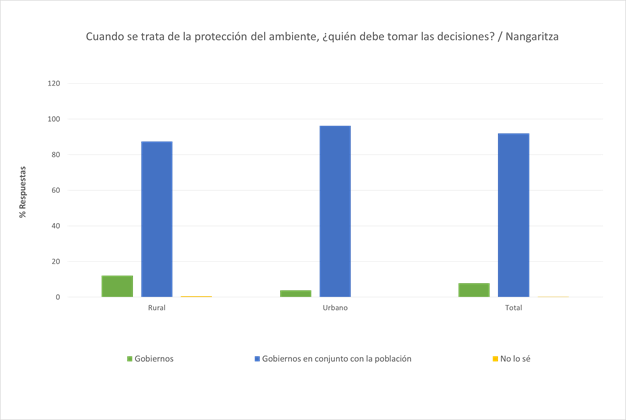 Cuando se trata de la protección del ambiente, ¿quién debe tomar las decisiones? / Nangaritza
120
100
80
60
40
20
0
% Respuestas
Rural
Urbano
Total
Gobiernos
Gobiernos en conjunto con la población
No lo sé